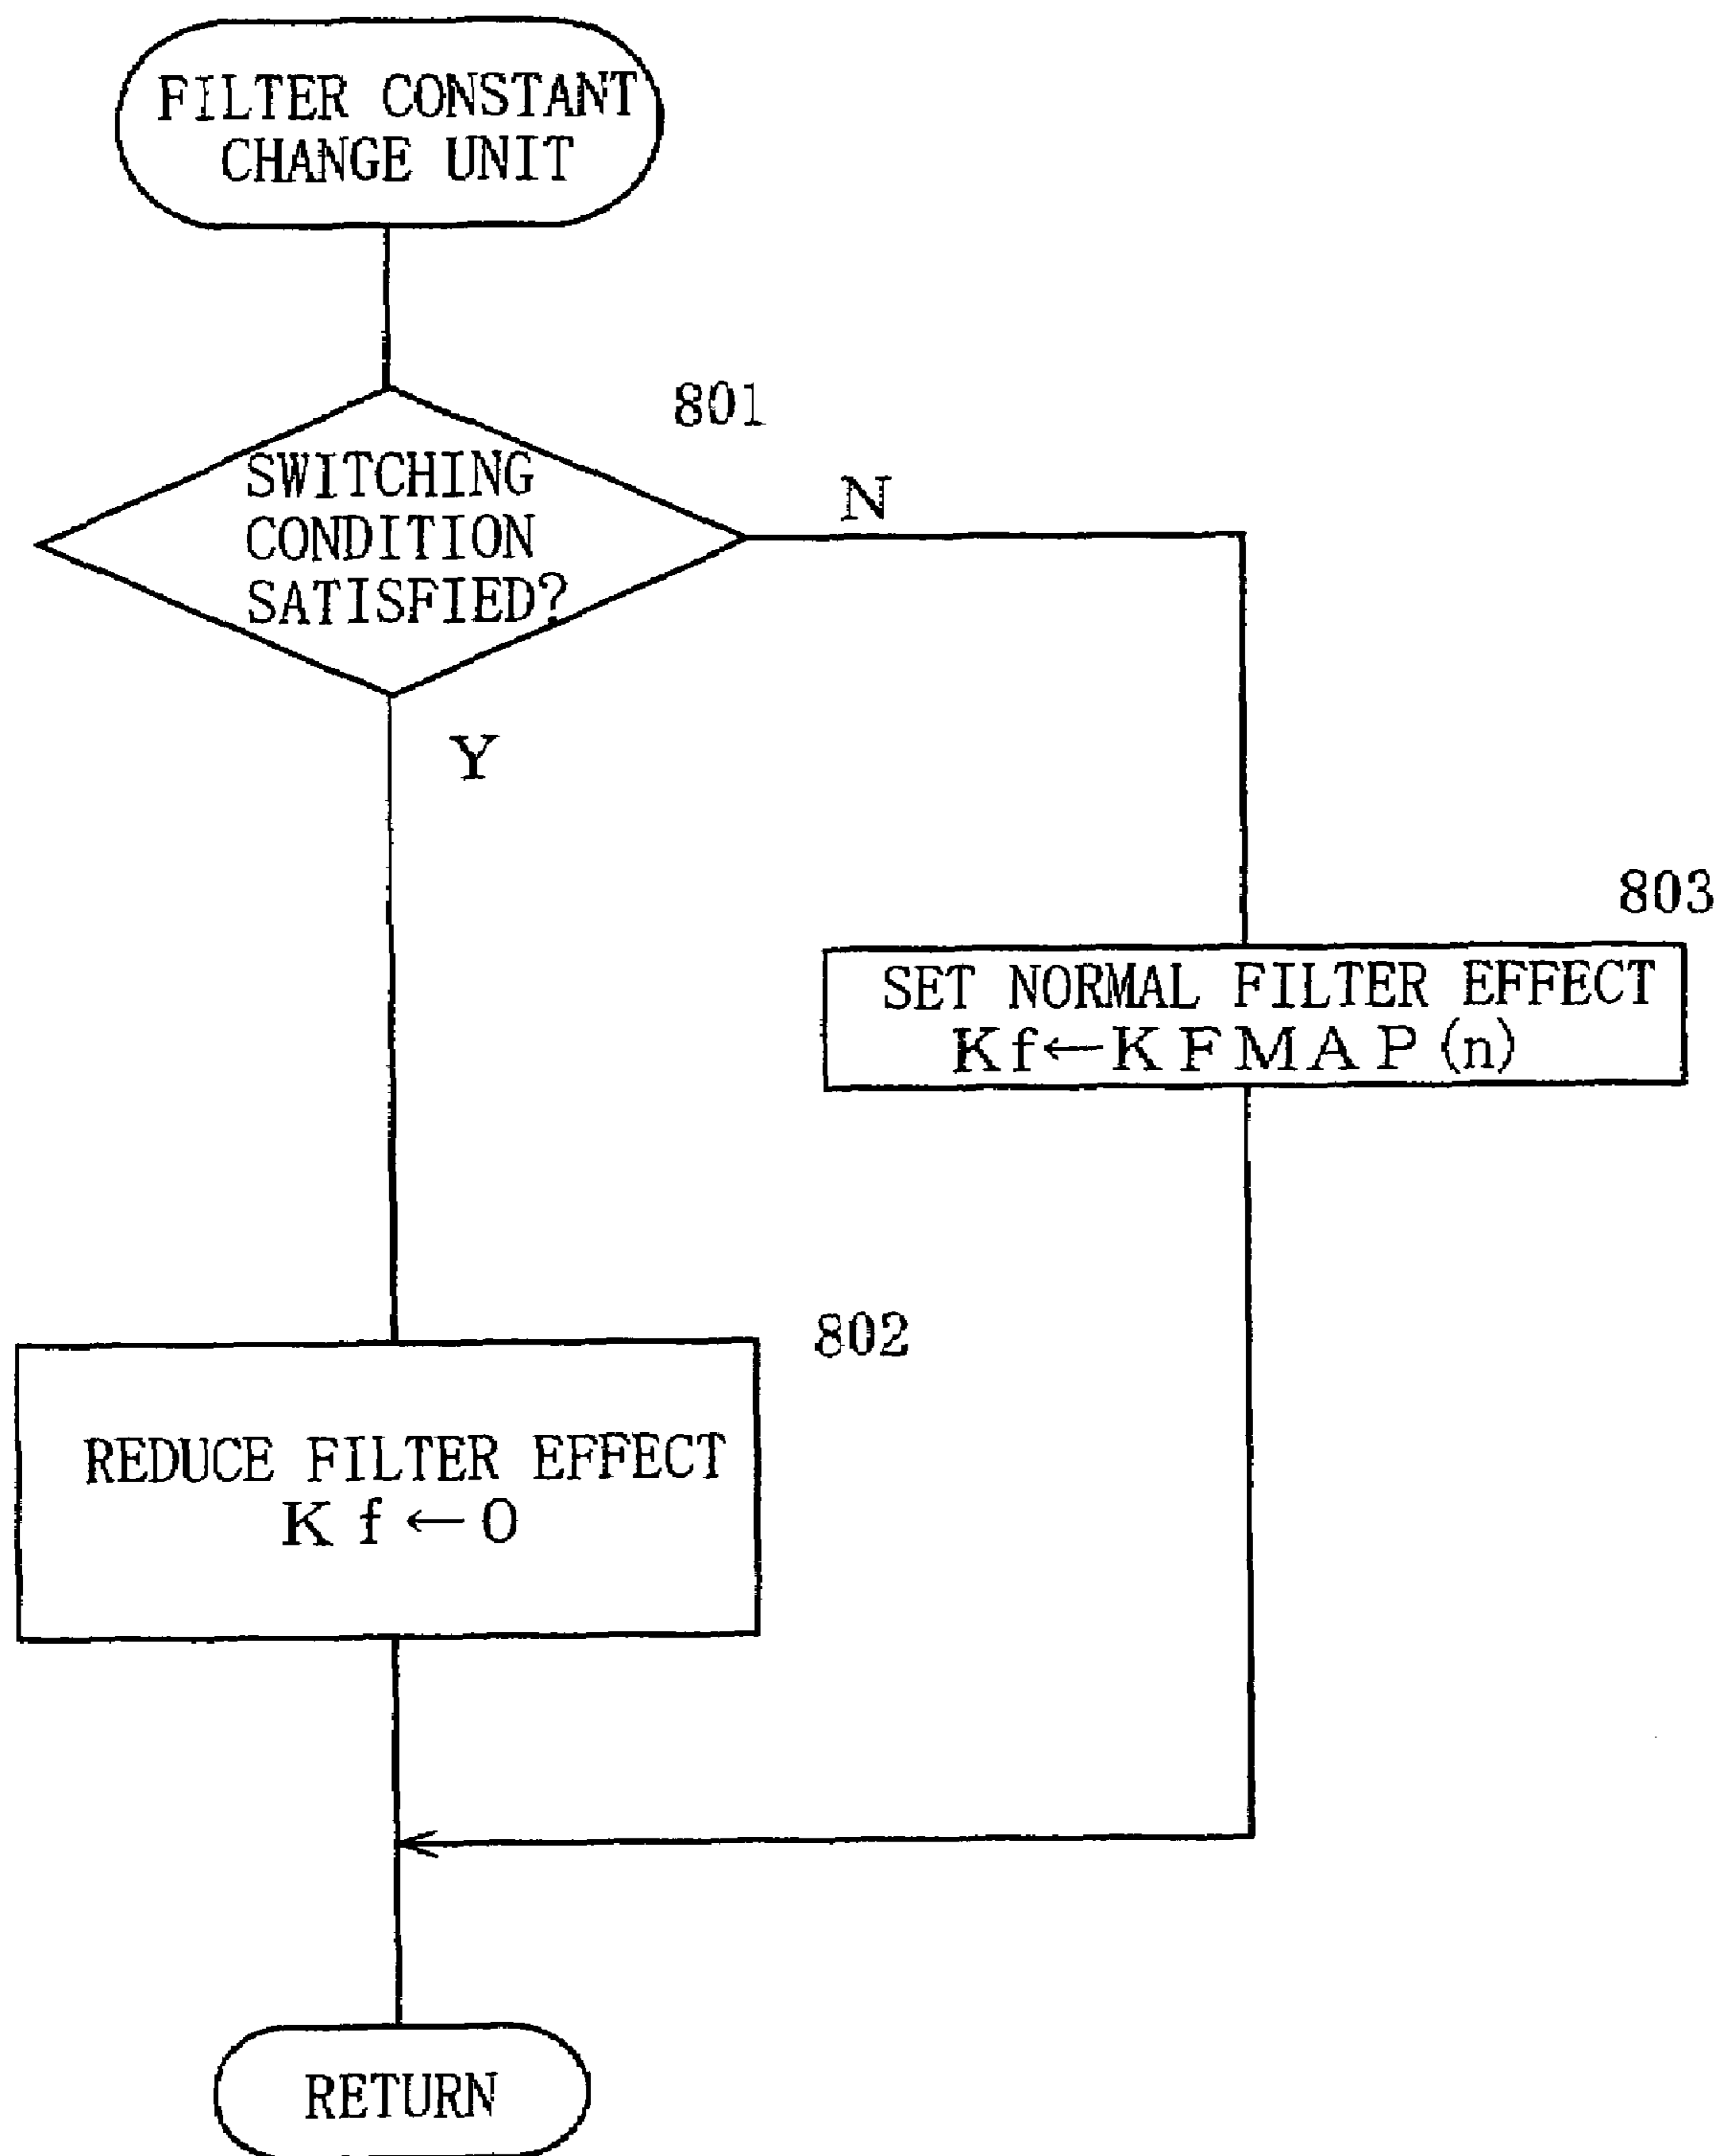 FILTER CONSTANT
CHANGE UNIT
801
SWITCHING
CONDITION
SATISFIED?
N
Y
803
SET NORMAL FILTER EFFECT
Kf←KFMAP(n)
802
REDUCE FILTER EFFECT
Kf←0
RETURN